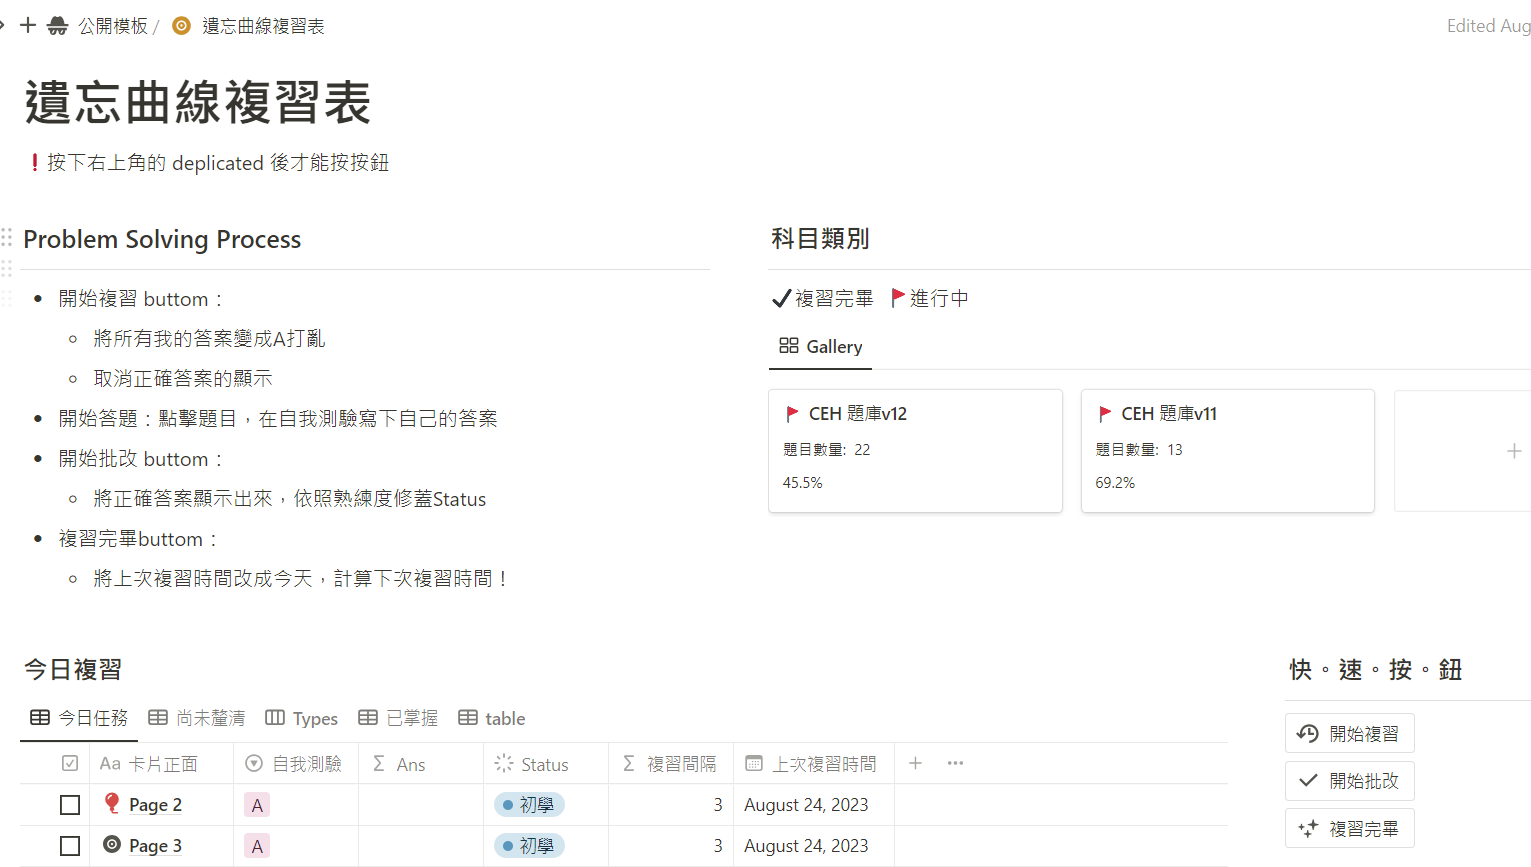 公開模板 / 遺忘曲線複習表
Edited Aug
遺忘曲線複習表
❗按下右上角的 deplicated 後才能按按鈕
Problem Solving Process
• 開始複習 buttom：
◦ 將所有我的答案變成A打亂
◦ 取消正確答案的顯示
• 開始答題：點擊題目，在自我測驗寫下自己的答案
• 開始批改 buttom：
◦ 將正確答案顯示出來，依照熟練度修蓋Status
• 複習完畢buttom：
◦ 將上次複習時間改成今天，計算下次複習時間！
科目類別
✔複習完畢 🚩進行中
Gallery
CEH 題庫v12
題目數量: 22
45.5%
CEH 題庫v11
題目數量: 13
69.2%
今日複習
今日任務 尚未釐清 Types 已掌握 table
Aa 卡片正面 自我測驗 Σ Ans Status Σ 複習間隔 上次複習時間
Page 2 A 初學 3 August 24, 2023
Page 3 A 初學 3 August 24, 2023
快。速。按。鈕
開始複習
開始批改
複習完畢